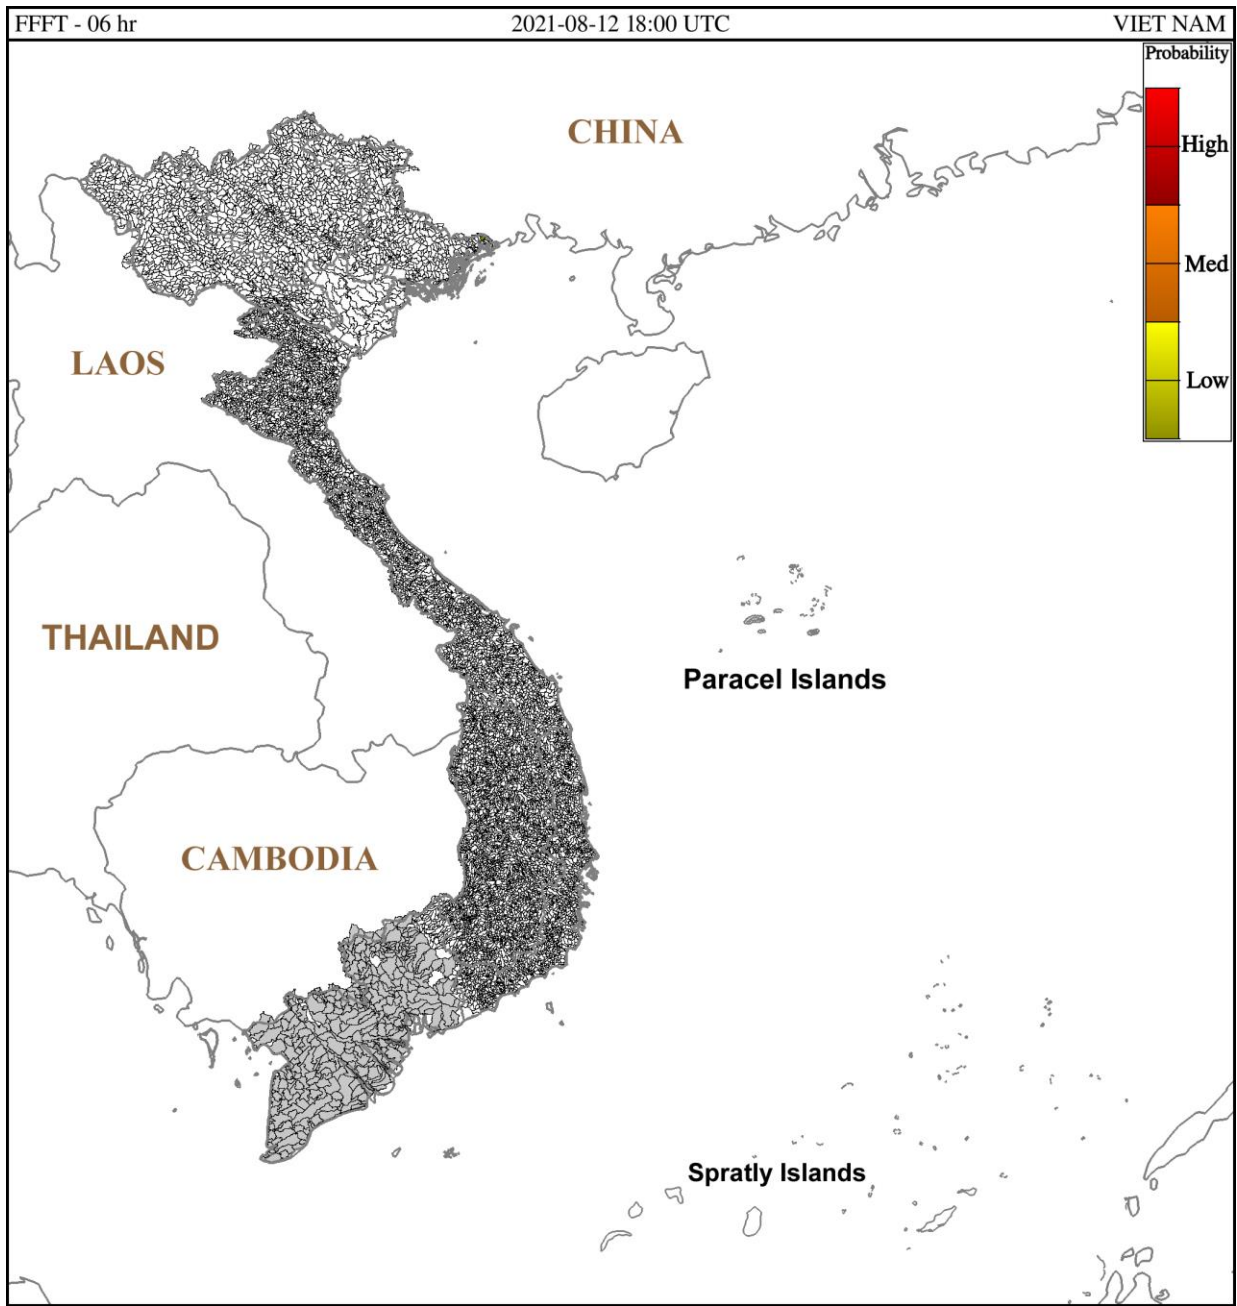 FFFT - 06 hr
2021-08-12 18:00 UTC
VIET NAM
Probability
CHINA
High
Med
LAOS
Low
THAILAND
Paracel Islands
CAMBODIA
Spratly Islands